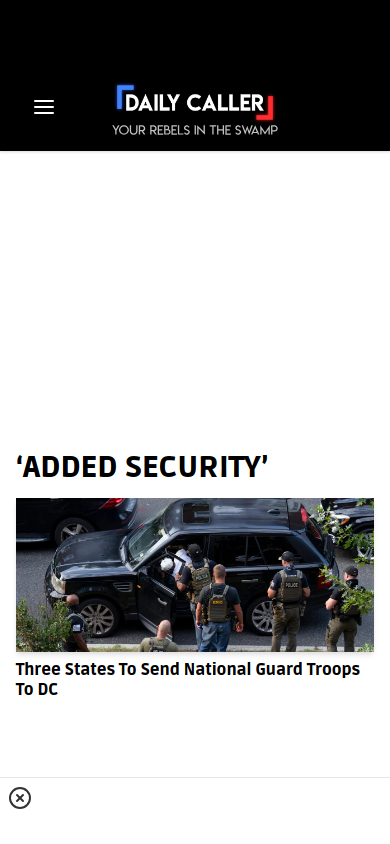 DAILY CALLER
YOUR REBELS IN THE SWAMP
‘ADDED SECURITY’
POLICE
Three States To Send National Guard Troops
To DC